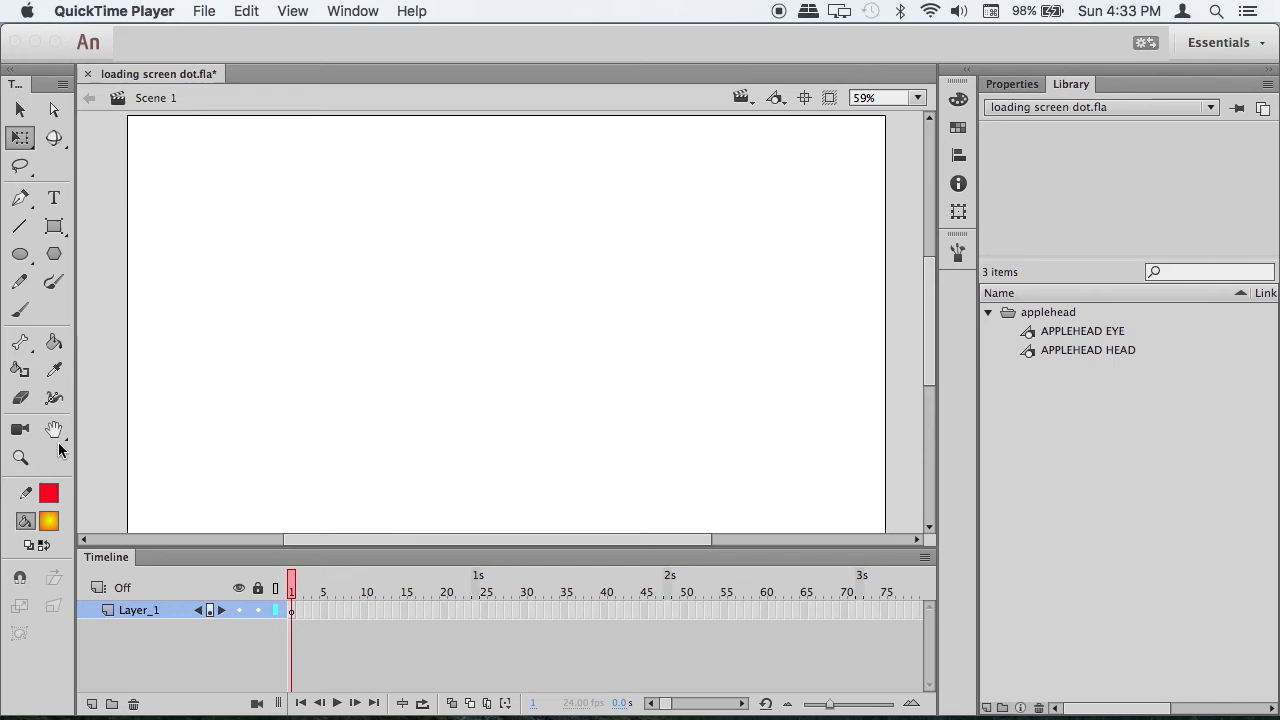 QuickTime Player File Edit View Window Help 98% Sun 4:33 PM
An Essentials
T... × loading screen dot.fla* Properties Library
Scene 1 59% loading screen dot.fla
T
3 items
Name Link
applehead
APPLEHEAD EYE
APPLEHEAD HEAD
Timeline
Off 1s 2s 3s
1 5 10 15 20 25 30 35 40 45 50 55 60 65 70 75
Layer_1
1 24.00 fps 0.0 s